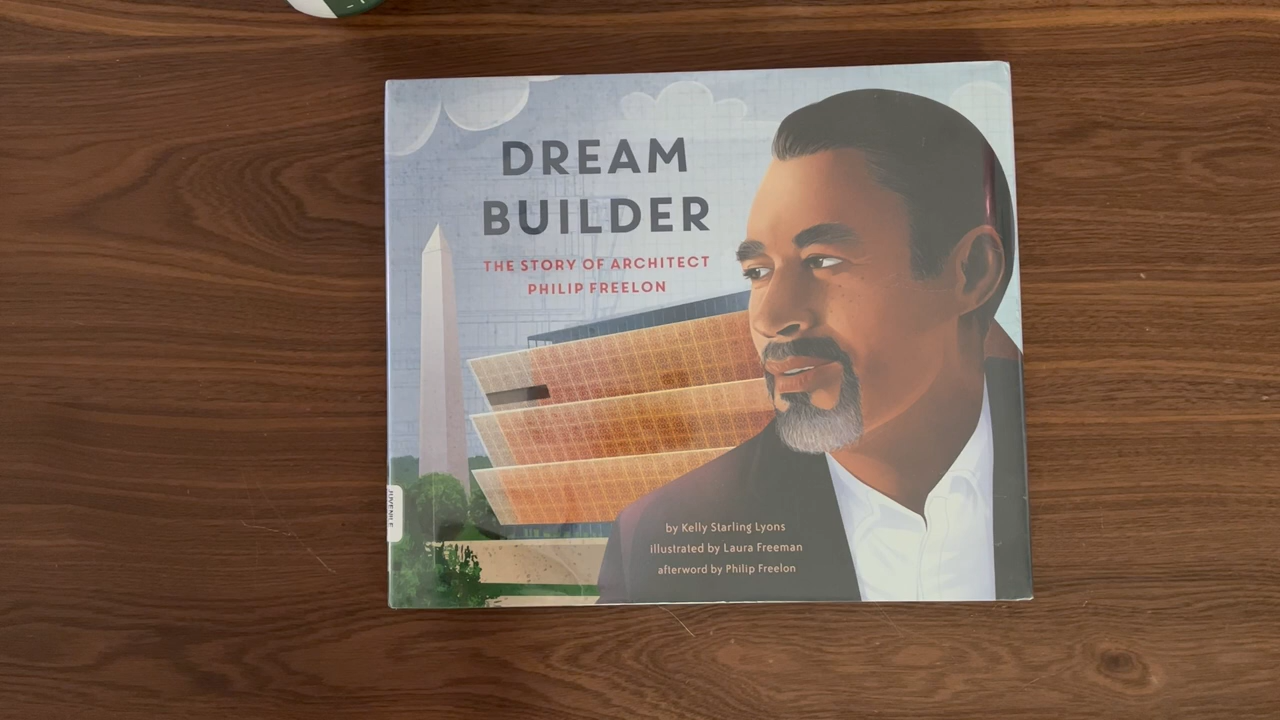 DREAM
BUILDER
THE STORY OF ARCHITECT
PHILIP FREELON
by Kelly Starling Lyons
illustrated by Laura Freeman
afterword by Philip Freelon
JUVENILE